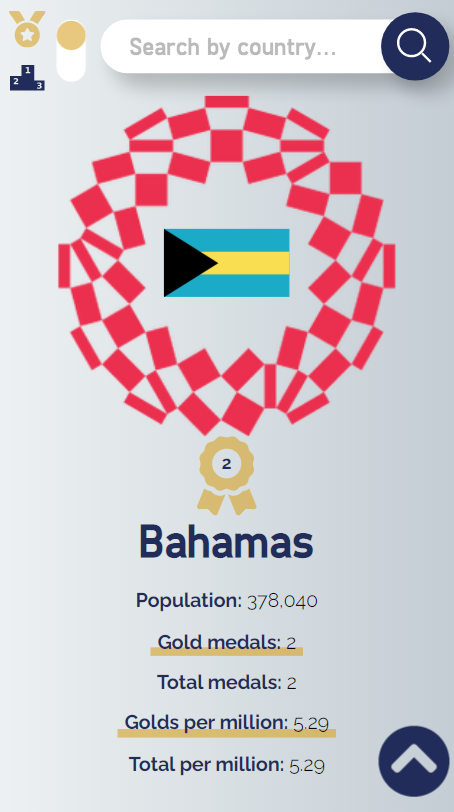 1
2
3
Search by country...
2
Bahamas
Population: 378,040
Gold medals: 2
Total medals: 2
Golds per million: 5.29
Total per million: 5.29